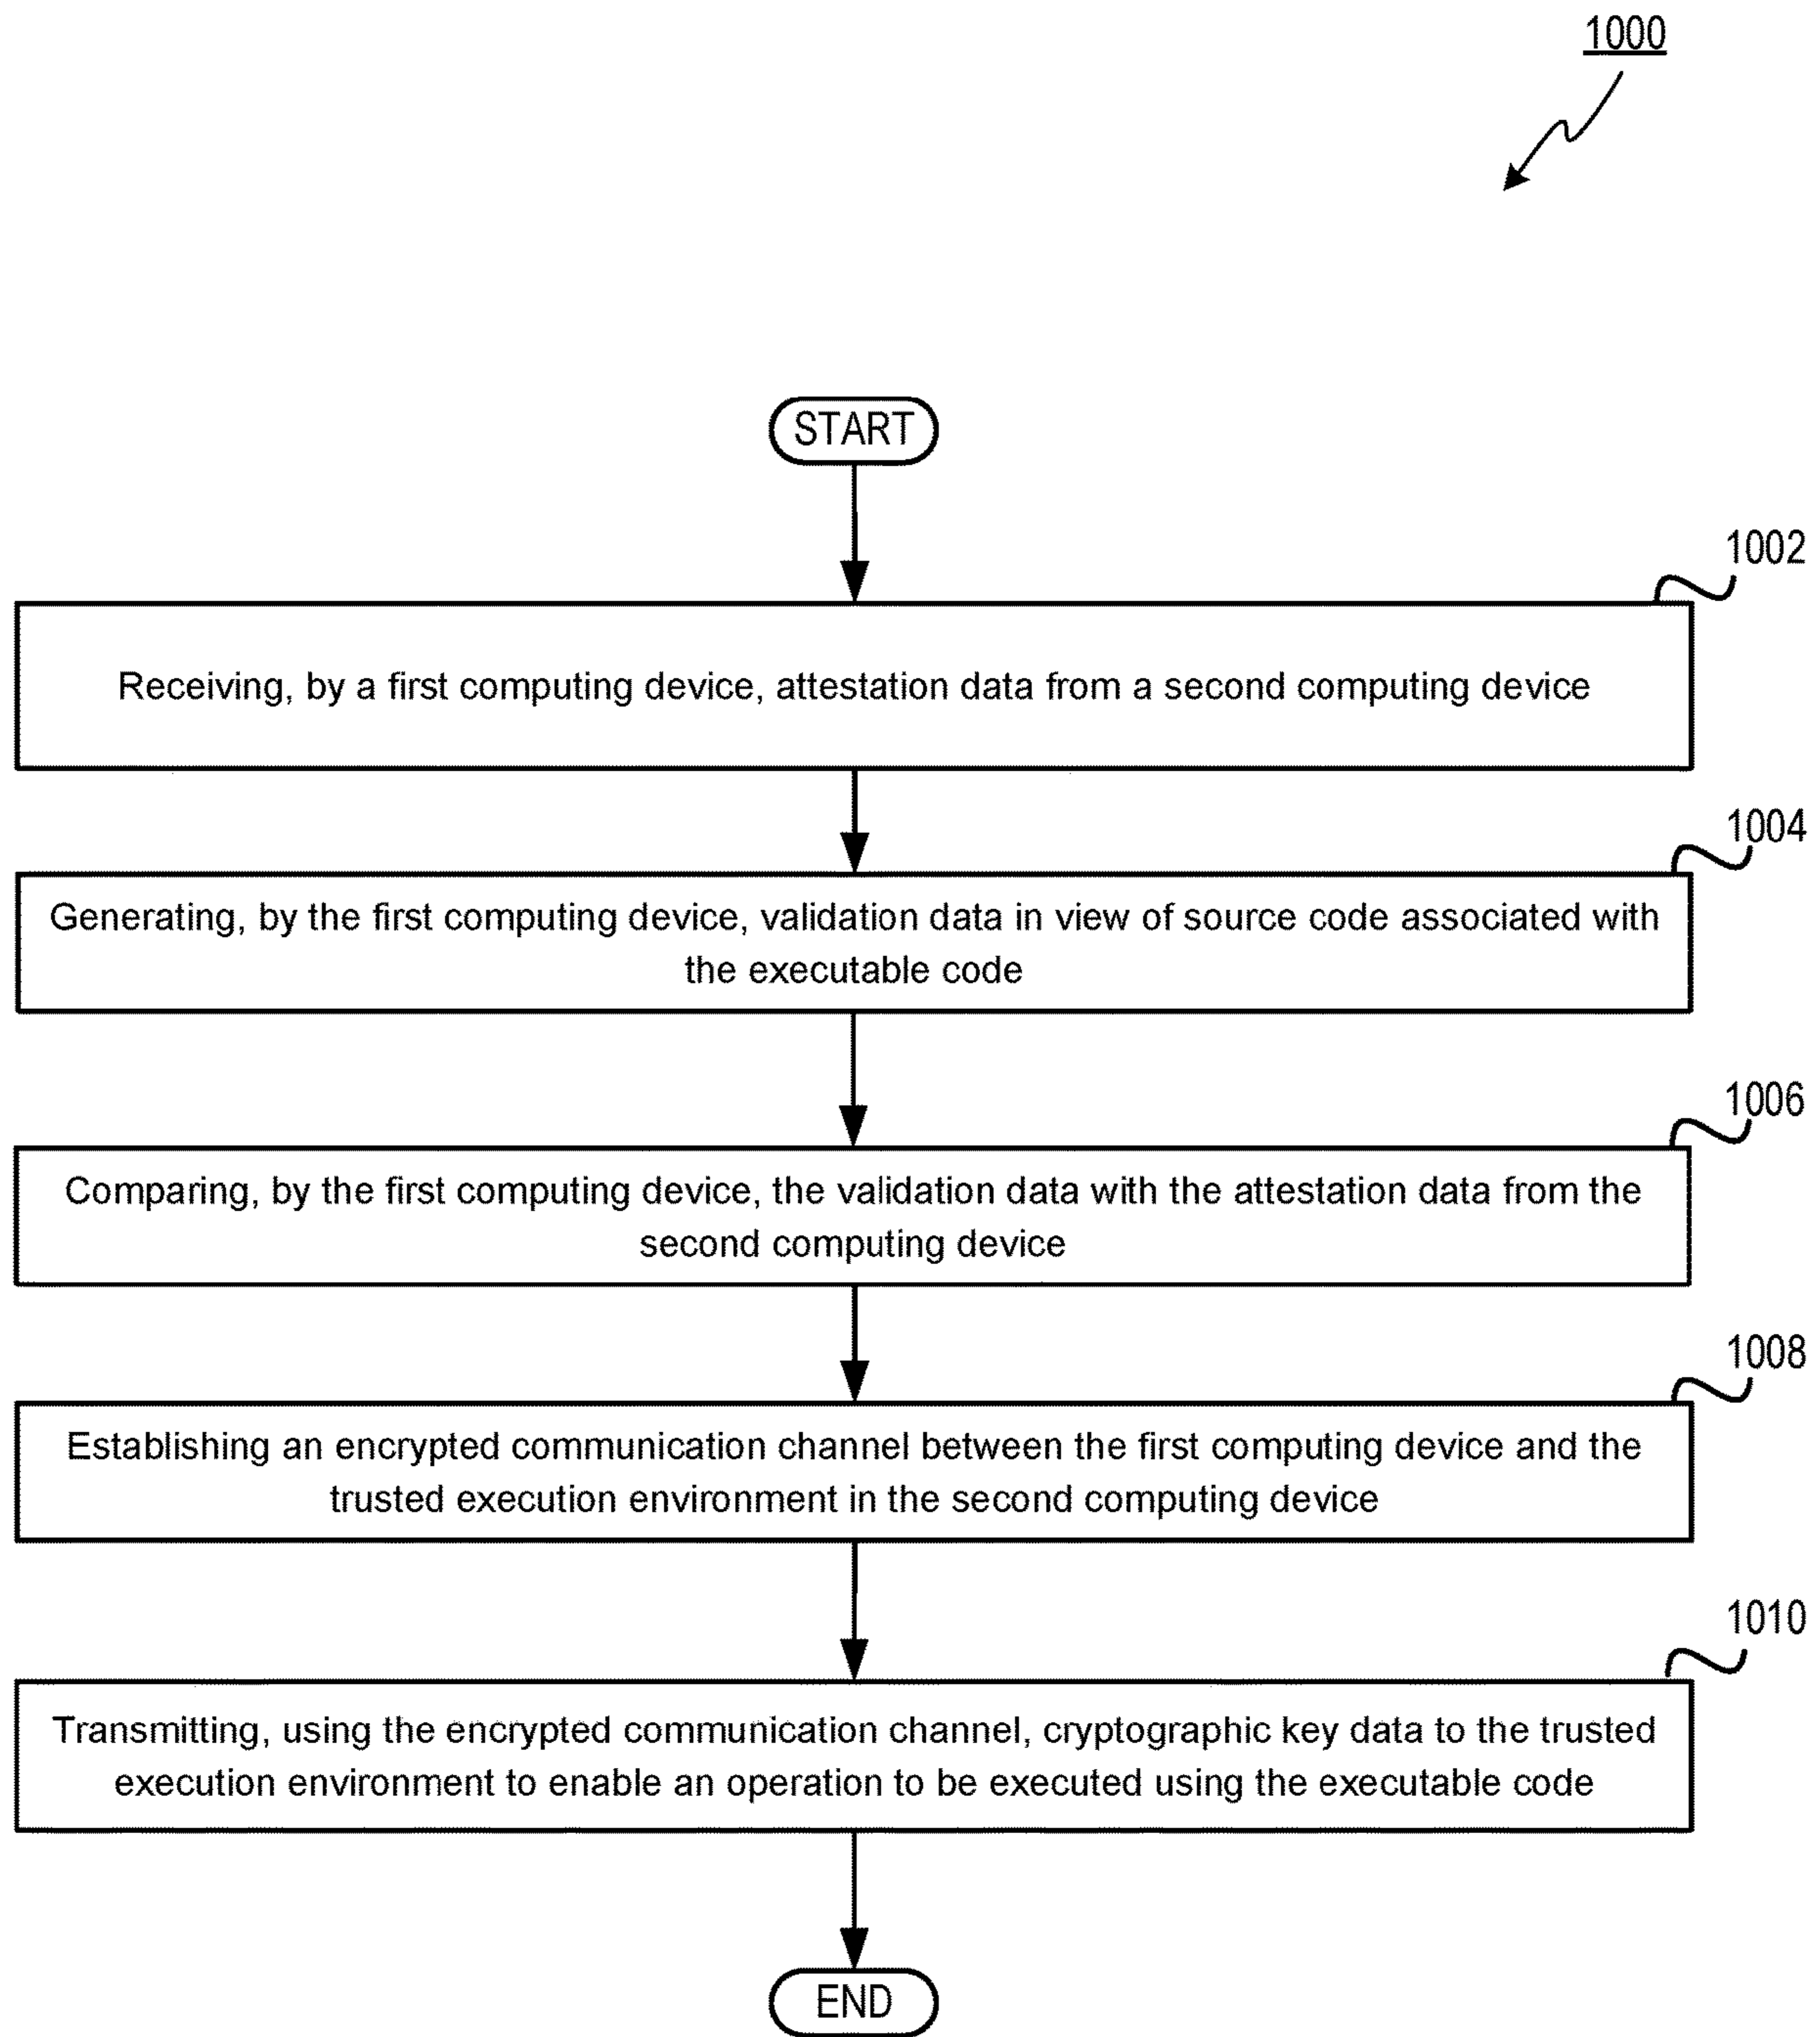 1000
START
1002
Receiving, by a first computing device, attestation data from a second computing device
1004
Generating, by the first computing device, validation data in view of source code associated with
the executable code
1006
Comparing, by the first computing device, the validation data with the attestation data from the
second computing device
1008
Establishing an encrypted communication channel between the first computing device and the
trusted execution environment in the second computing device
1010
Transmitting, using the encrypted communication channel, cryptographic key data to the trusted
execution environment to enable an operation to be executed using the executable code
END